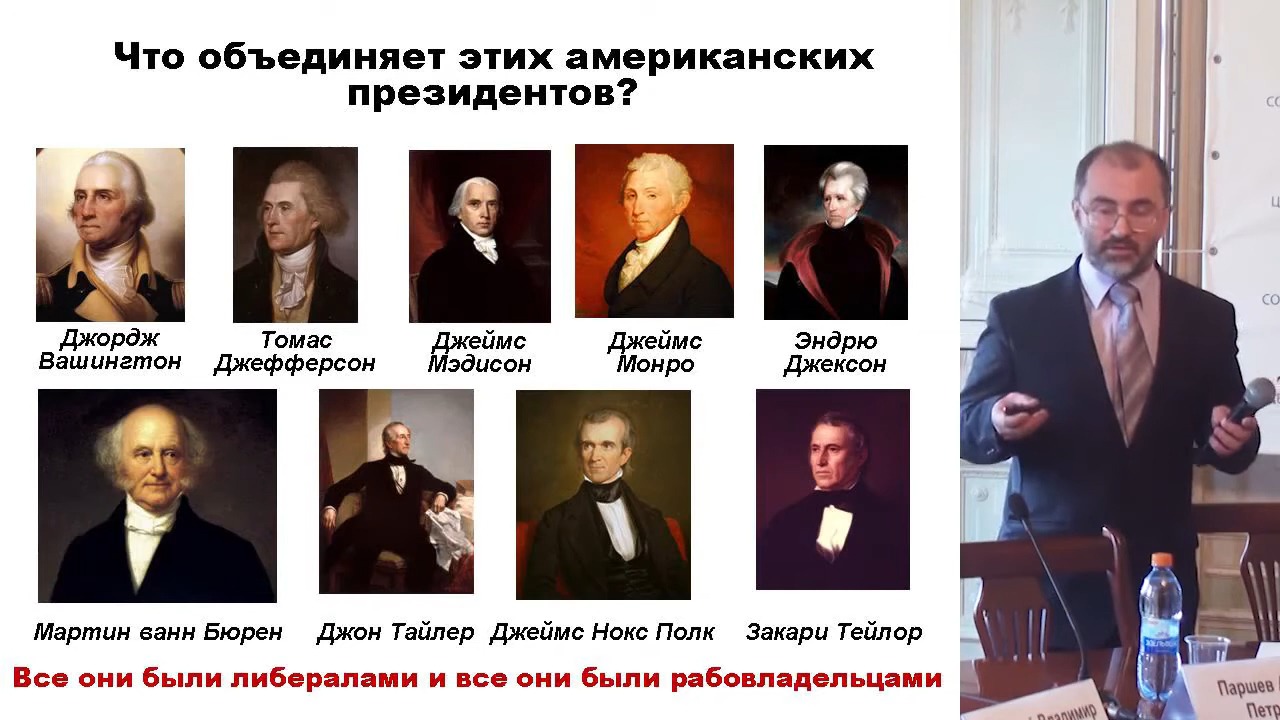 Что объединяет этих американских
президентов?
Джордж
Вашингтон
Томас
Джефферсон
Джеймс
Мэдисон
Джеймс
Монро
Эндрю
Джексон
Мартин ванн Бюрен
Джон Тайлер
Джеймс Нокс Полк
Закари Тейлор
Все они были либералами и все они были рабовладельцами
Владимир
Паршев